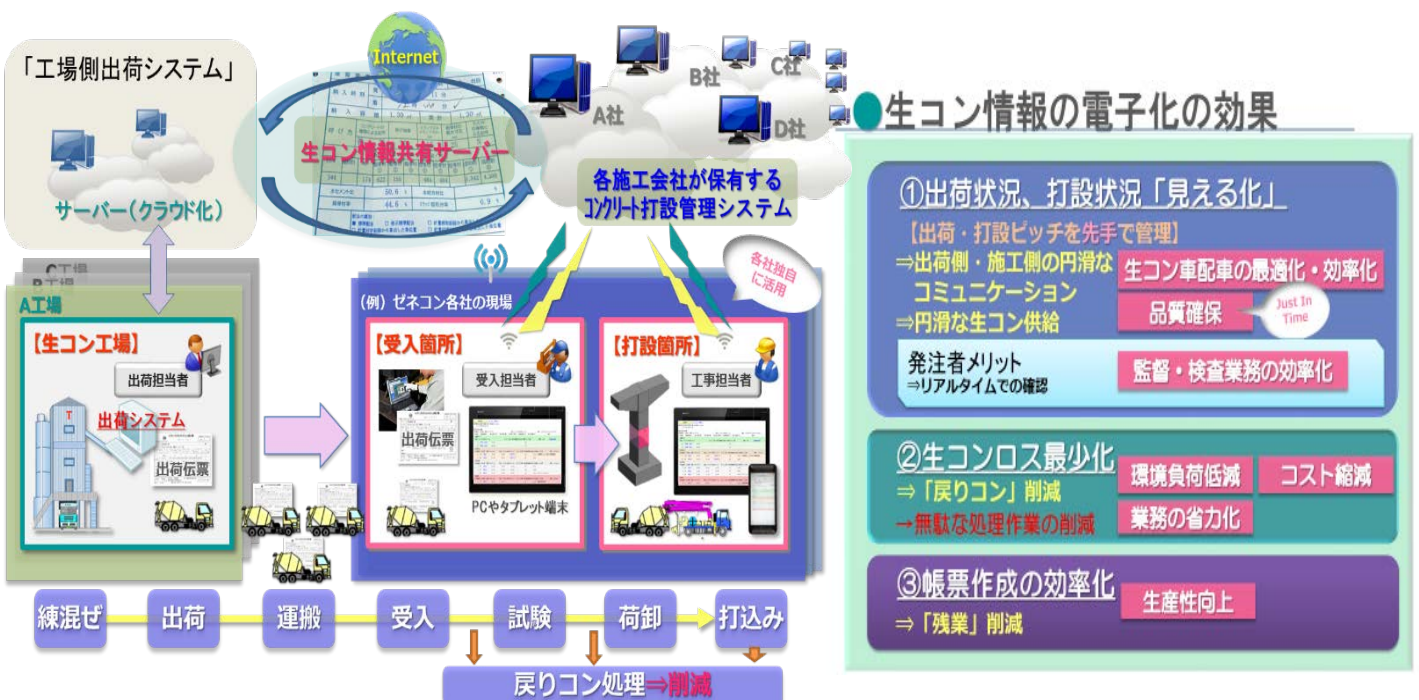 「工場側出荷システム」
サーバー（クラウド化）
Internet
生コン情報共有サーバー
A社
B社
C社
D社
各施工会社が保有する
コンクリート打設管理システム
各社独自
に活用
C工場
B工場
A工場
【生コン工場】
出荷担当者
出荷システム
出荷伝票
（例）ゼネコン各社の現場
【受入箇所】
受入担当者
出荷伝票
PCやタブレット端末
【打設箇所】
工事担当者
練混ぜ
出荷
運搬
受入
試験
荷卸
打込み
戻りコン処理⇒削減
●生コン情報の電子化の効果
①出荷状況、打設状況「見える化」
【出荷・打設ピッチを先手で管理】
⇒出荷側・施工側の円滑な
コミュニケーション
⇒円滑な生コン供給
生コン車配車の最適化・効率化
品質確保
Just In
Time
発注者メリット
⇒リアルタイムでの確認
監督・検査業務の効率化
②生コンロス最少化
⇒「戻りコン」削減
→無駄な処理作業の削減
環境負荷低減
コスト縮減
業務の省力化
③帳票作成の効率化
⇒「残業」削減
生産性向上